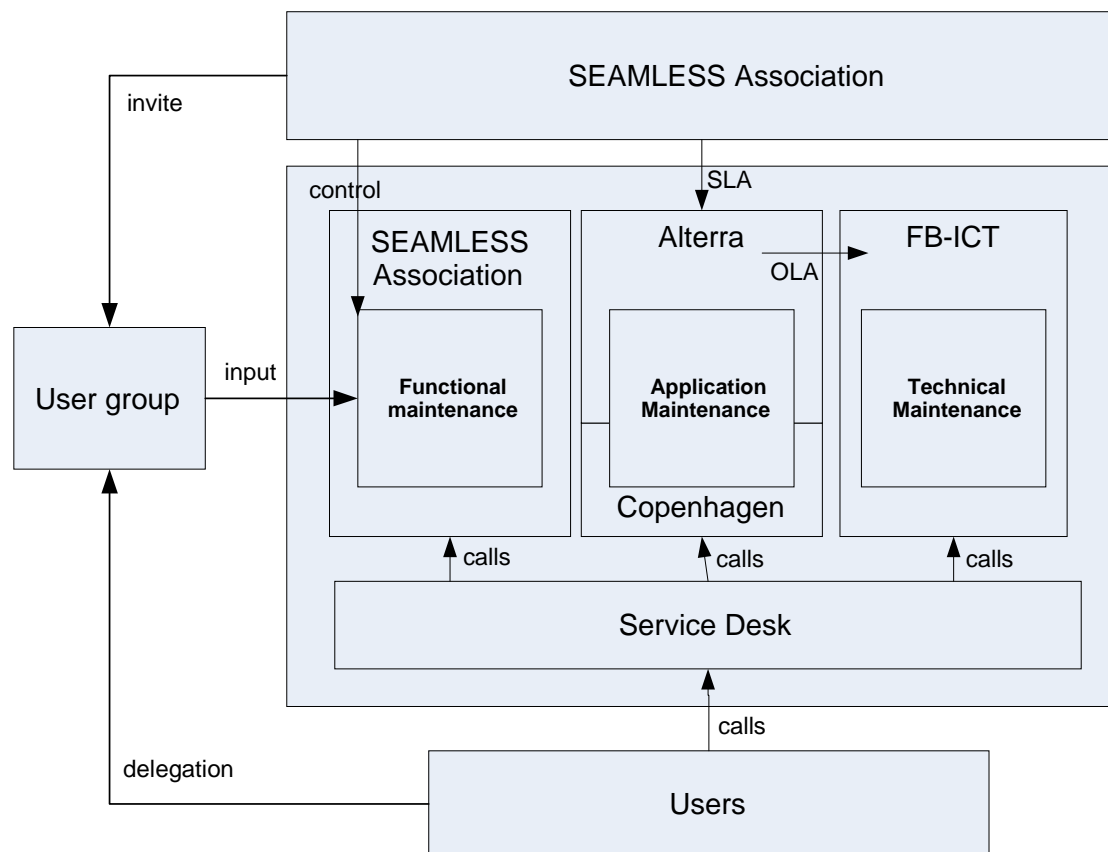 SEAMLESS Association
invite
SLA
control
SEAMLESS
Association
Alterra
FB-ICT
OLA
input
User group
Functional
maintenance
Application
Maintenance
Technical
Maintenance
Copenhagen
calls
calls
calls
Service Desk
calls
delegation
Users